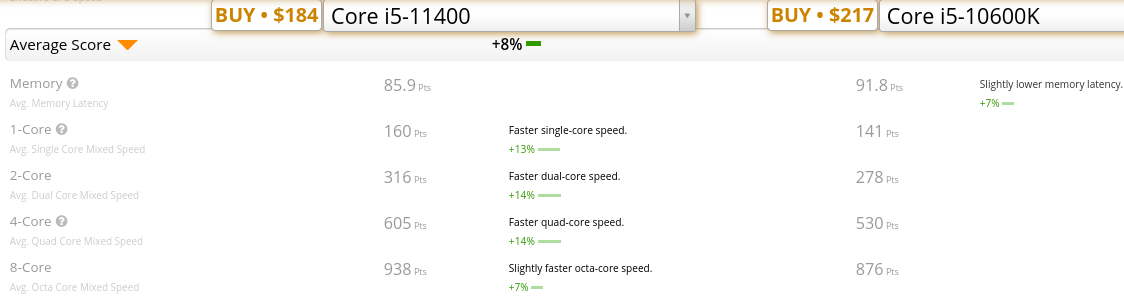 BUY • $184 Core i5-11400 BUY • $217 Core i5-10600K
Average Score +8%
Memory 85.9 Pts 91.8 Pts Slightly lower memory latency.
Avg. Memory Latency +7%
1-Core 160 Pts Faster single-core speed. 141 Pts
Avg. Single Core Mixed Speed +13%
2-Core 316 Pts Faster dual-core speed. 278 Pts
Avg. Dual Core Mixed Speed +14%
4-Core 605 Pts Faster quad-core speed. 530 Pts
Avg. Quad Core Mixed Speed +14%
8-Core 938 Pts Slightly faster octa-core speed. 876 Pts
Avg. Octa Core Mixed Speed +7%